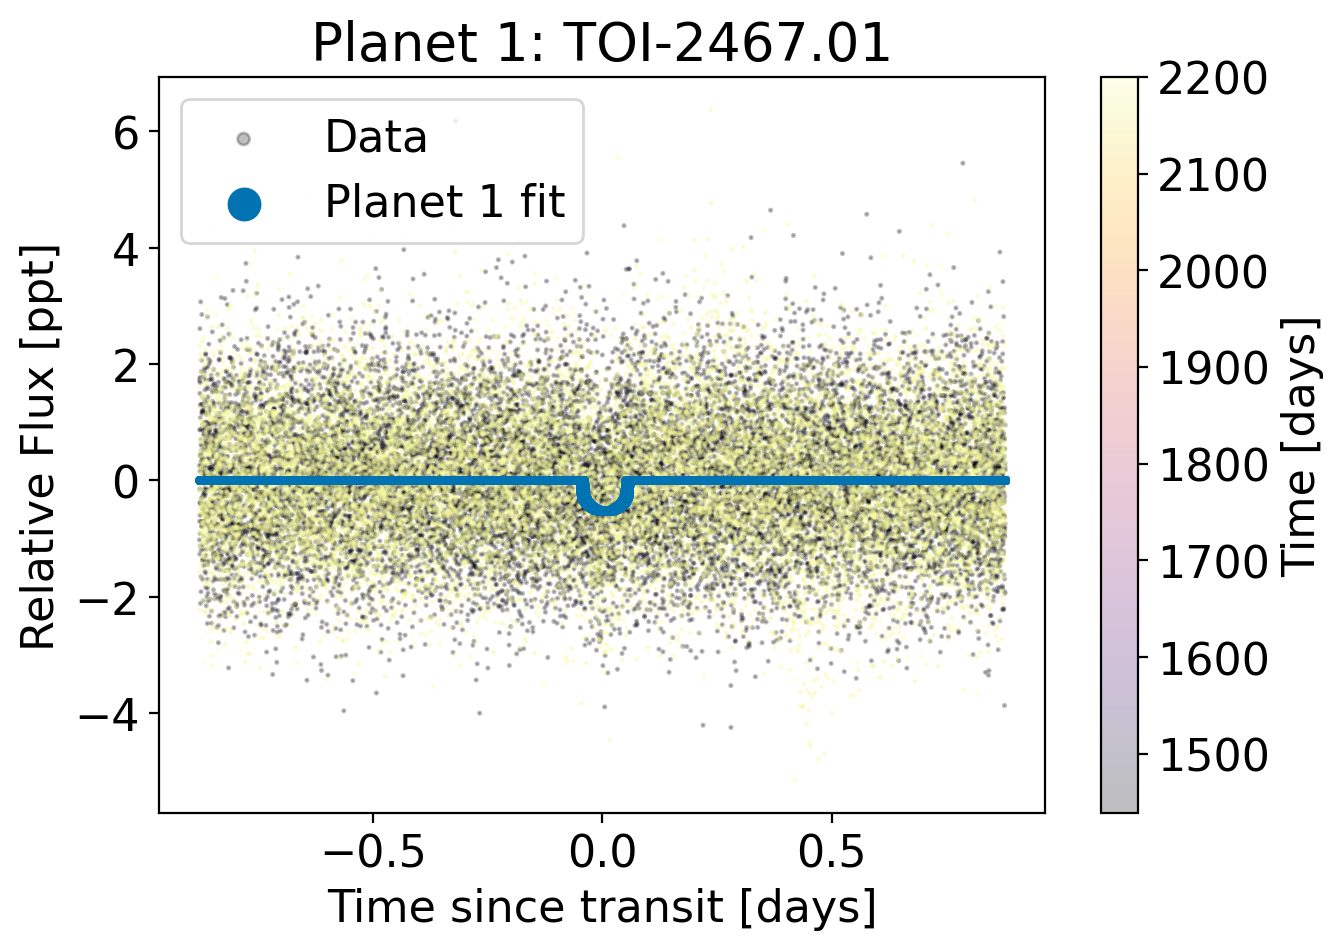 Planet 1: TOI-2467.01
Data
Planet 1 fit
6
4
2
0
−2
−4
Relative Flux [ppt]
−0.5
0.0
0.5
Time since transit [days]
2200
2100
2000
1900
1800
1700
1600
1500
Time [days]